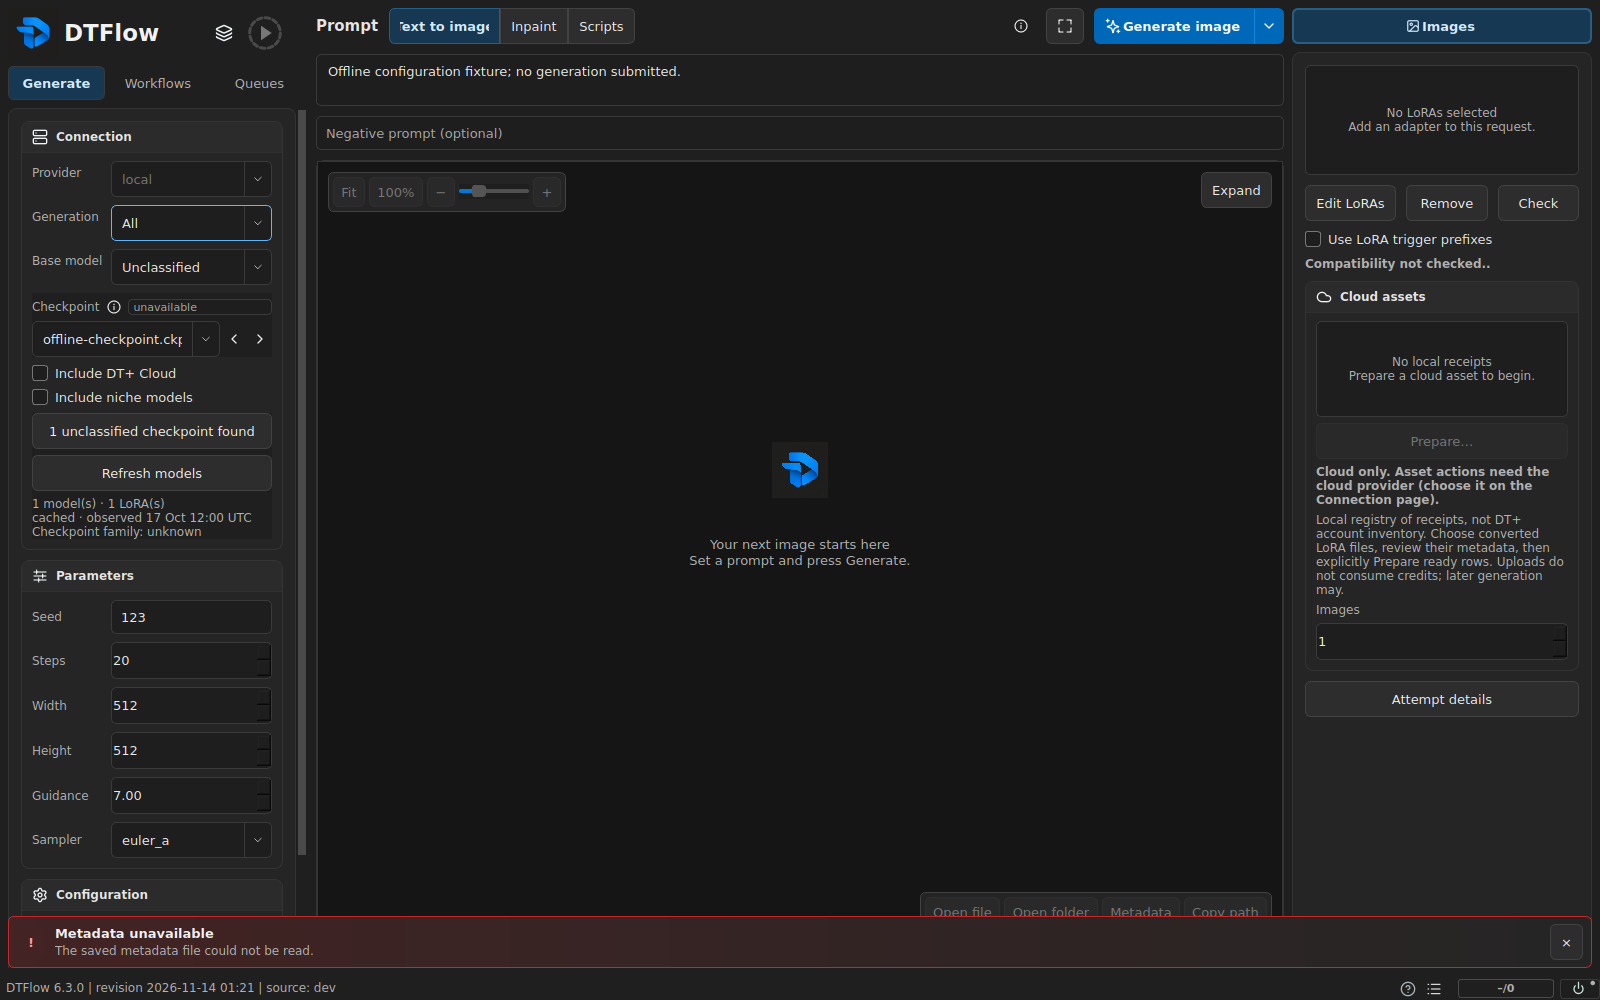 DTFlow
Generate
Workflows
Queues
Connection
Provider
local
Generation
All
Base model
Unclassified
Checkpoint
unavailable
offline-checkpoint.ckp
Include DT+ Cloud
Include niche models
1 unclassified checkpoint found
Refresh models
1 model(s) · 1 LoRA(s)
cached · observed 17 Oct 12:00 UTC
Checkpoint family: unknown
Parameters
Seed
123
Steps
20
Width
512
Height
512
Guidance
7.00
Sampler
euler_a
Configuration
Prompt
Text to image
Inpaint
Scripts
Generate image
Offline configuration fixture; no generation submitted.
Negative prompt (optional)
Fit
100%
−
+
Expand
Your next image starts here
Set a prompt and press Generate.
Open file
Open folder
Metadata
Copy path
Images
No LoRAs selected
Add an adapter to this request.
Edit LoRAs
Remove
Check
Use LoRA trigger prefixes
Compatibility not checked..
Cloud assets
No local receipts
Prepare a cloud asset to begin.
Prepare...
Cloud only. Asset actions need the
cloud provider (choose it on the
Connection page).
Local registry of receipts, not DT+
account inventory. Choose converted
LoRA files, review their metadata, then
explicitly Prepare ready rows. Uploads do
not consume credits; later generation
may.
Images
1
Attempt details
!
Metadata unavailable
The saved metadata file could not be read.
×
DTFlow 6.3.0 | revision 2026-11-14 01:21 | source: dev
–/0